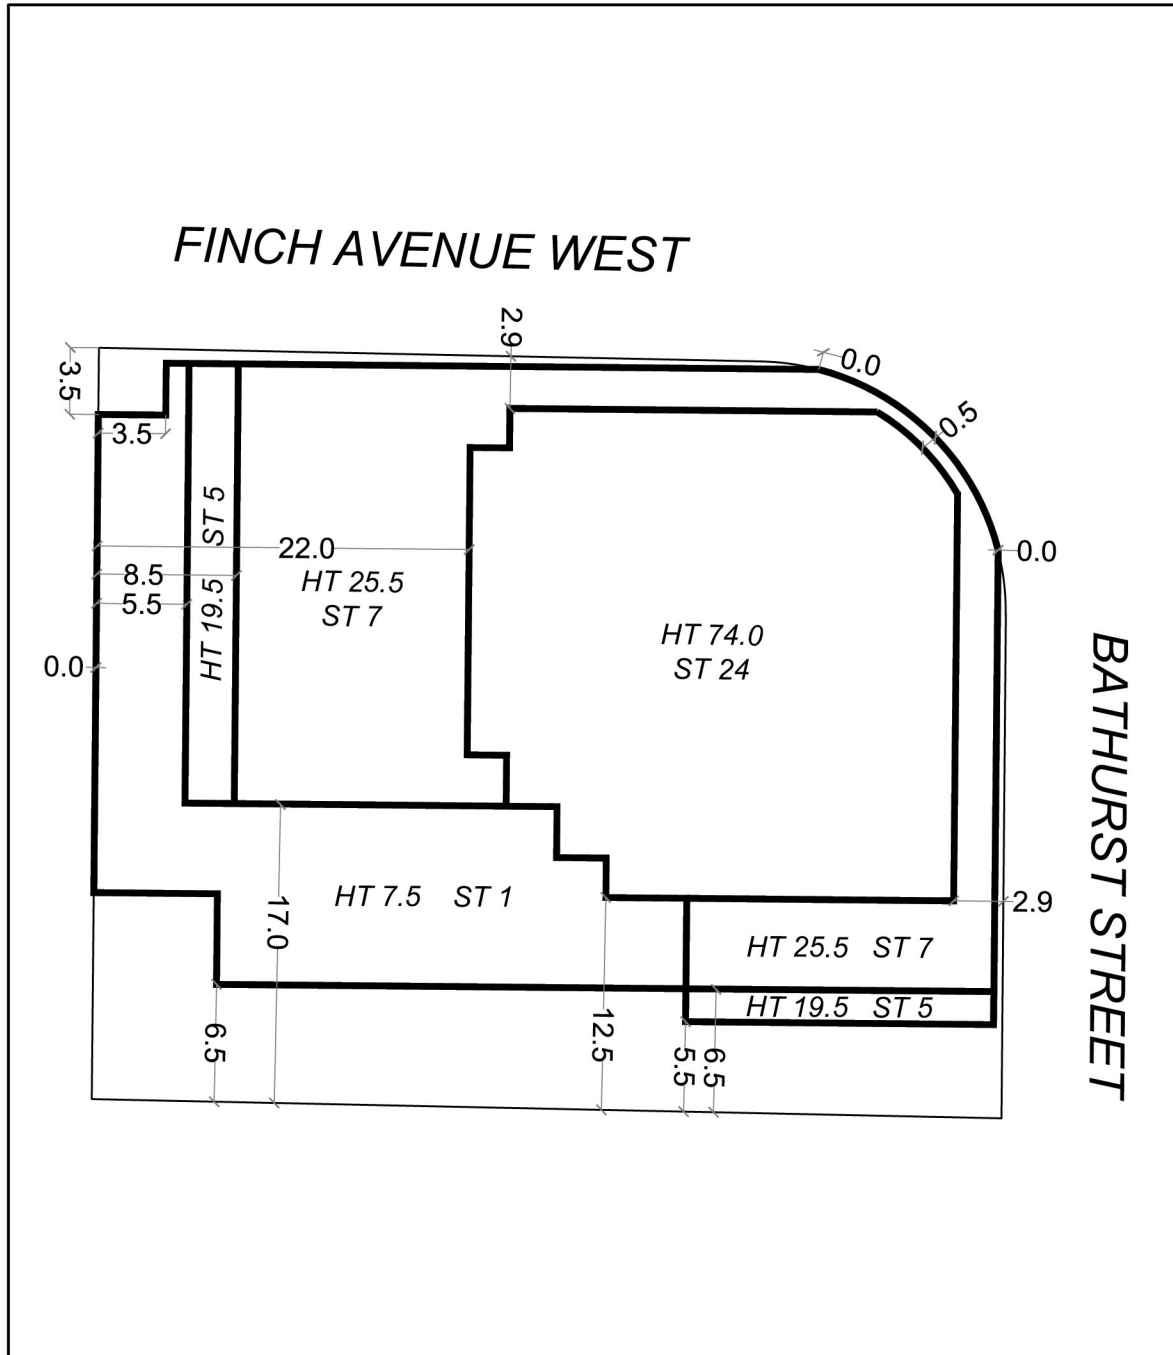 FINCH AVENUE WEST
2.9
0.0
3.5
3.5
0.5
HT 19.5 ST 5
22.0
0.0
8.5
HT 25.5
5.5
ST 7
HT 74.0
ST 24
0.0
BATHURST STREET
HT 7.5 ST 1
2.9
17.0
HT 25.5 ST 7
HT 19.5 ST 5
6.5
12.5
5.5
6.5